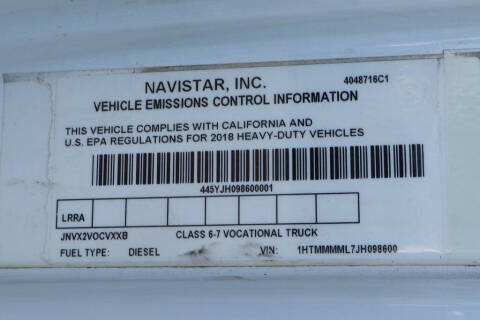 NAVISTAR, INC.
4048716C1
VEHICLE EMISSIONS CONTROL INFORMATION
THIS VEHICLE COMPLIES WITH CALIFORNIA AND
U.S. EPA REGULATIONS FOR 2018 HEAVY-DUTY VEHICLES
445YJH098600001
LRRA
JNVX2VOCVXXB CLASS 6-7 VOCATIONAL TRUCK
FUEL TYPE: DIESEL VIN: 1HTMMMML7JH098600